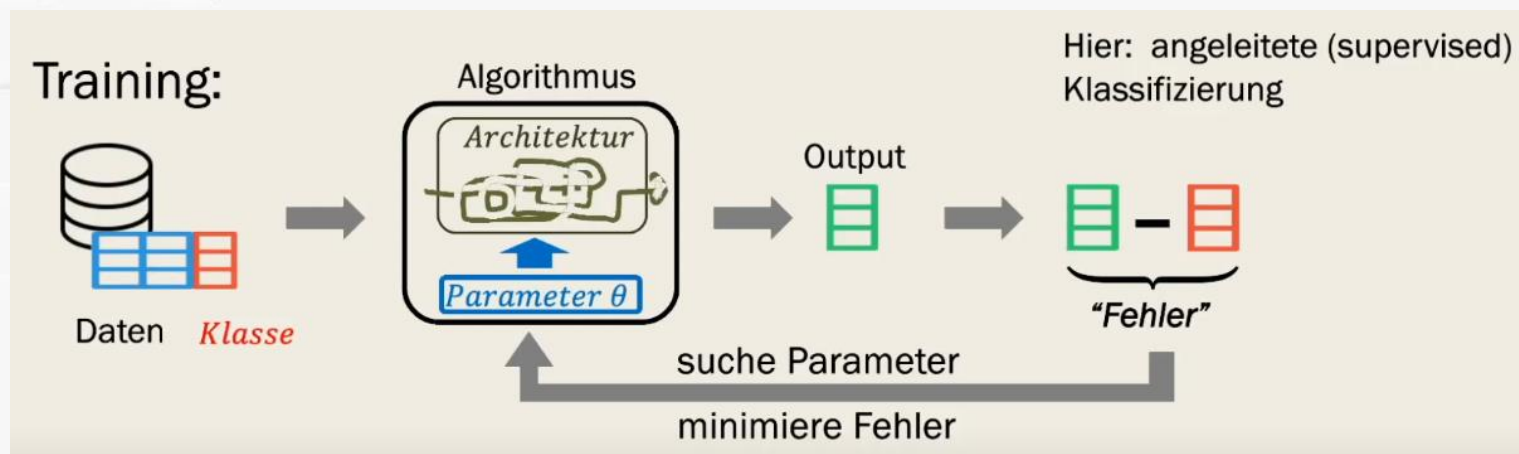 Training:
Daten Klasse
Algorithmus
Architektur
Parameter θ
Output
Hier: angeleitete (supervised)
Klassifizierung
–
"Fehler"
suche Parameter
minimiere Fehler